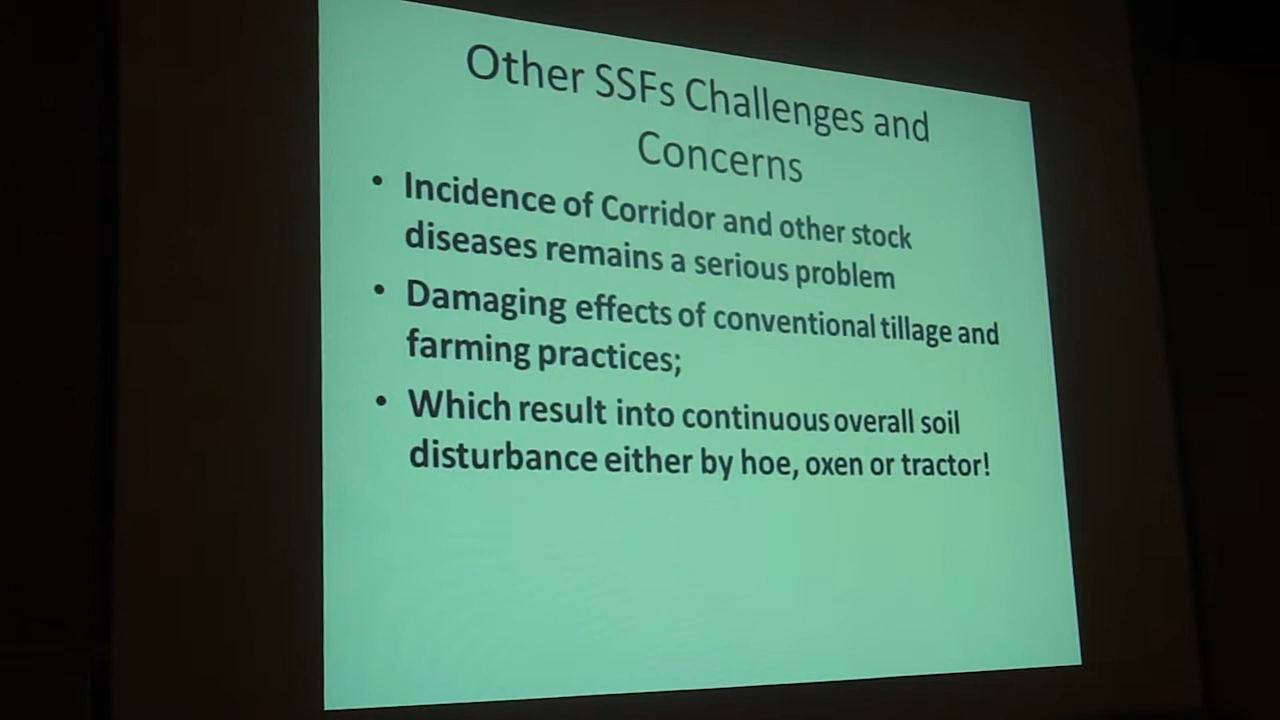 Other SSFs Challenges and
Concerns
• Incidence of Corridor and other stock
diseases remains a serious problem
• Damaging effects of conventional tillage and
farming practices;
• Which result into continuous overall soil
disturbance either by hoe, oxen or tractor!